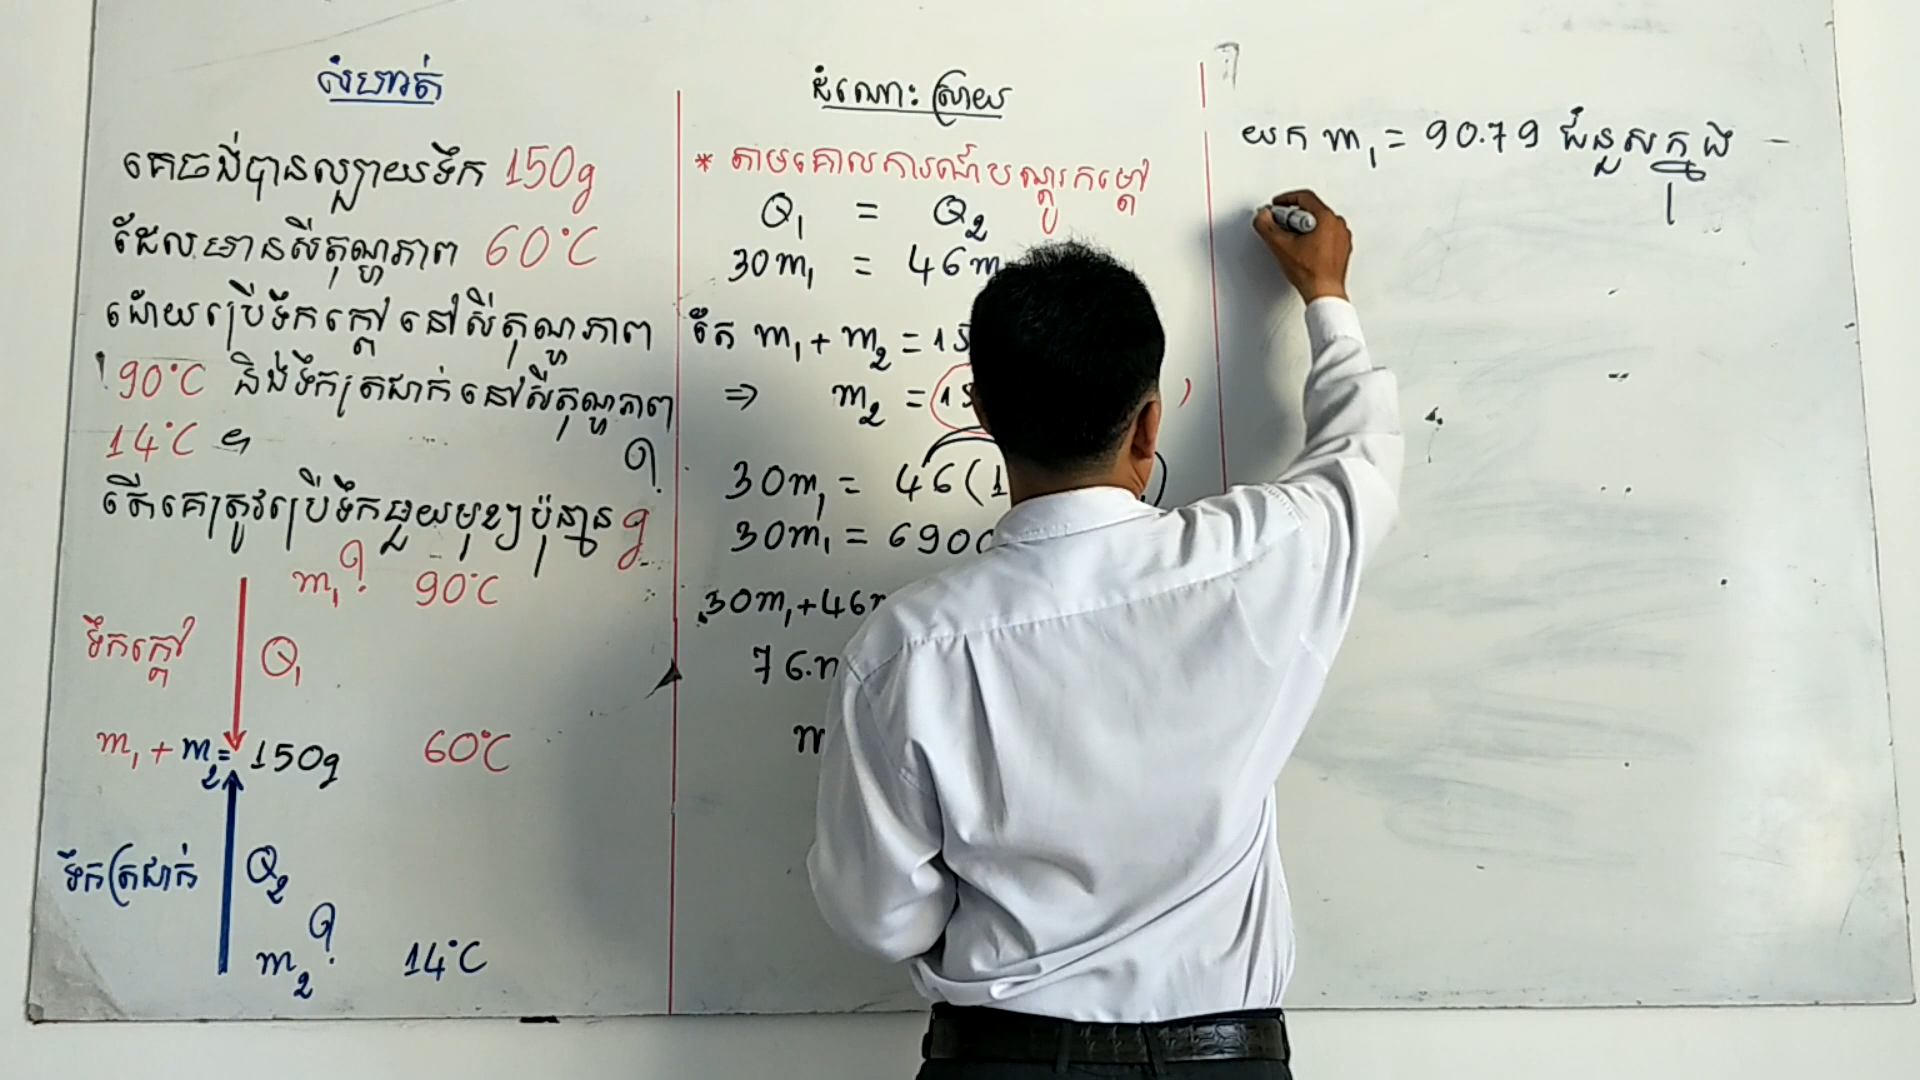 លំហាត់
គេចង់បានល្បាយទឹក 150g
ដែលមានសីតុណ្ហភាព 60°C
ដោយប្រើទឹកក្តៅនៅសីតុណ្ហភាព
90°C និងទឹកត្រជាក់នៅសីតុណ្ហភាព
14°C ។
តើគេត្រូវប្រើទឹកមួយមុខៗប៉ុន្មាន g ?
m₁ ? 90°C
ទឹកក្តៅ Q₁
m₁ + m₂ = 150g 60°C
ទឹកត្រជាក់ Q₂
m₂ ? 14°C
ដំណោះស្រាយ
* តាមគោលការណ៍បណ្តូរកម្តៅ
Q₁ = Q₂
30m₁ = 46m
តែ m₁ + m₂ = 15
⇒ m₂ = (15
30m₁ = 46(1 )
30m₁ = 690
30m₁ + 46
76.
យក m₁ = 90.79 ជំនួសក្នុង